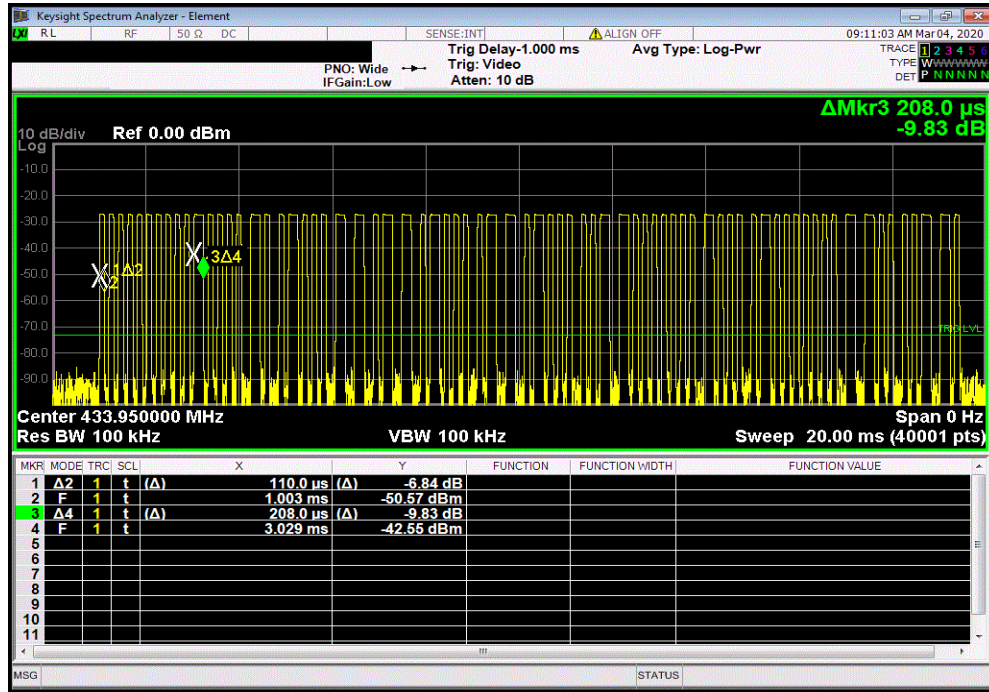 Keysight Spectrum Analyzer - Element
LXI RL RF 50 Ω DC SENSE:INT ALIGN OFF 09:11:03 AM Mar 04, 2020
Trig Delay-1.000 ms Avg Type: Log-Pwr TRACE 1 2 3 4 5 6
PNO: Wide Trig: Video TYPE WWWWWW
IFGain:Low Atten: 10 dB DET P N N N N N
ΔMkr3 208.0 µs
10 dB/div Ref 0.00 dBm -9.83 dB
Log
-10.0
-20.0
-30.0
-40.0
3Δ4
-50.0
1Δ2
2
-60.0
-70.0
TRIG LVL
-80.0
-90.0
Center 433.950000 MHz Span 0 Hz
Res BW 100 kHz VBW 100 kHz Sweep 20.00 ms (40001 pts)
MKR MODE TRC SCL X Y FUNCTION FUNCTION WIDTH FUNCTION VALUE
1 Δ2 1 t (Δ) 110.0 µs (Δ) -6.84 dB
2 F 1 t 1.003 ms -50.57 dBm
3 Δ4 1 t (Δ) 208.0 µs (Δ) -9.83 dB
4 F 1 t 3.029 ms -42.55 dBm
5
6
7
8
9
10
11
MSG STATUS